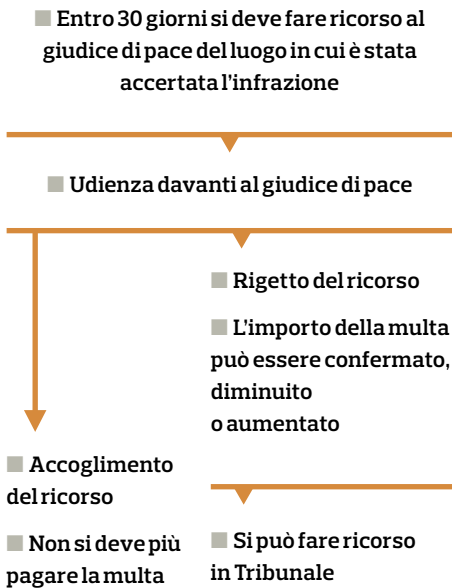 ■ Entro 30 giorni si deve fare ricorso al
giudice di pace del luogo in cui è stata
accertata l'infrazione
■ Udienza davanti al giudice di pace
■ Rigetto del ricorso
■ L'importo della multa
può essere confermato,
diminuito
o aumentato
■ Accoglimento
del ricorso
■ Non si deve più
pagare la multa
■ Si può fare ricorso
in Tribunale